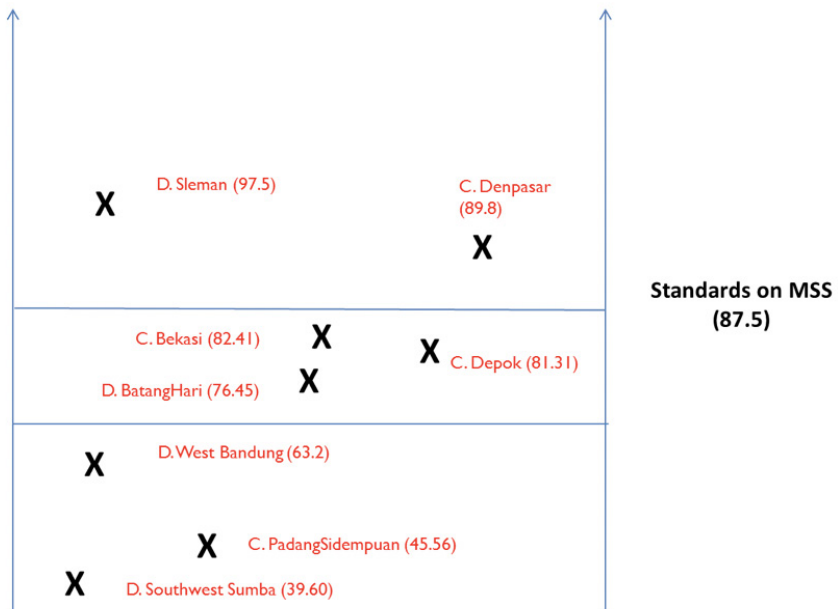 D. Sleman (97.5)
C. Denpasar
(89.8)
X
X
Standards on MSS
(87.5)
C. Bekasi (82.41)
X
X
C. Depok (81.31)
D. BatangHari (76.45)
X
D. West Bandung (63.2)
X
X
C. PadangSidempuan (45.56)
X
D. Southwest Sumba (39.60)